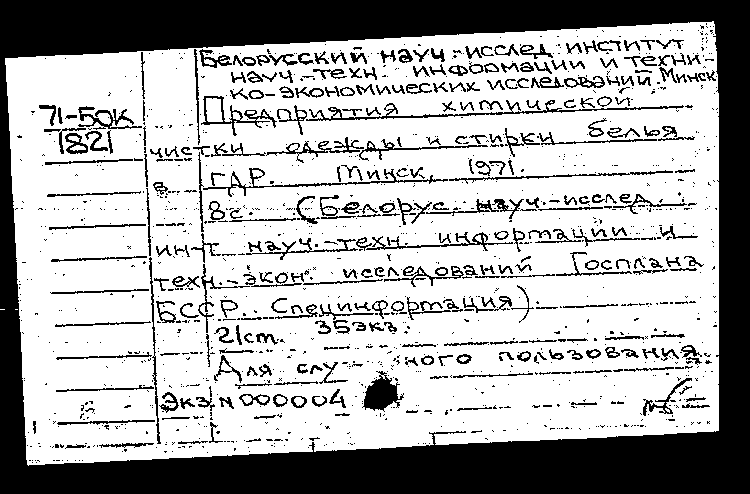 Белорусский науч.-исслед. институт
науч.-техн. информации и техни-
ко-экономических исследований. Минск
71-50К
1821
Предприятия химической
чистки одежды и стирки белья
в ГДР. Минск, 1971.
8с. (Белорус. науч.-исслед.
ин-т науч.-техн. информации и
техн.-экон. исследований Госплана
БССР. Специнформация).
21см. 35экз.
Для слу ного пользования.
Экз N 000004